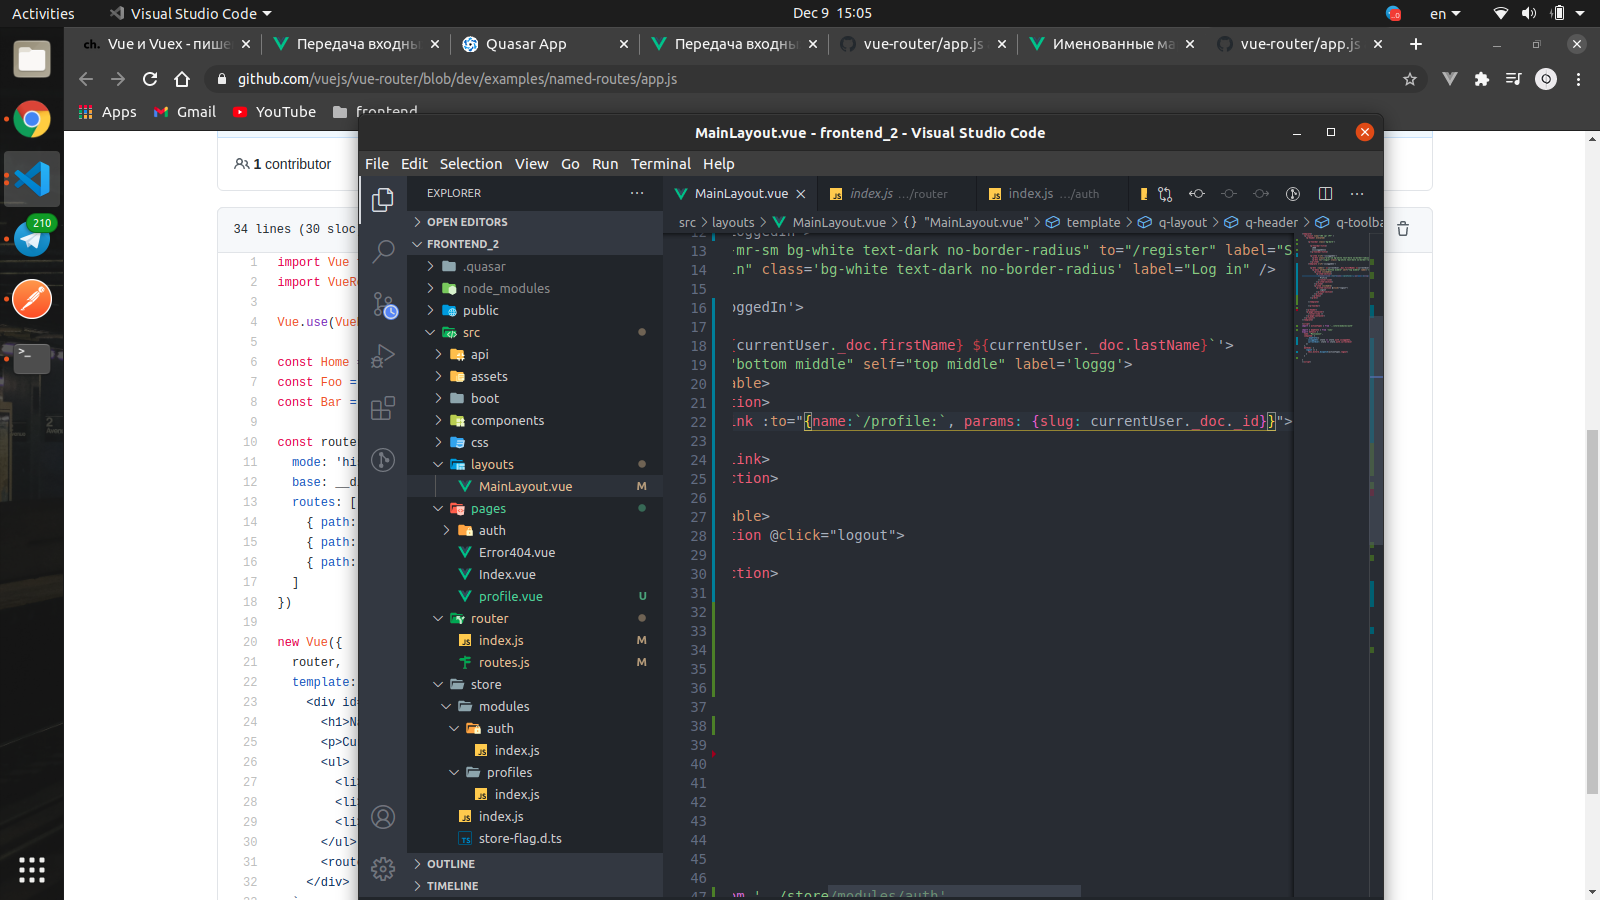 Activities
Visual Studio Code
Dec 9 15:05
en
ch. Vue и Vuex - пише
Передача входны
Quasar App
Передача входны
vue-router/app.js
Именованные ма
vue-router/app.js
github.com/vuejs/vue-router/blob/dev/examples/named-routes/app.js
Apps
Gmail
YouTube
frontend
210
1 contributor
34 lines (30 sloc
1 import Vue
2 import VueRo
3
4 Vue.use(Vue
5
6 const Home =
7 const Foo =
8 const Bar =
9
10 const route
11 mode: 'hi
12 base: __d
13 routes: [
14 { path:
15 { path:
16 { path:
17 ]
18 })
19
20 new Vue({
21 router,
22 template:
23 <div id=
24 <h1>Na
25 <p>Cu
26 <ul>
27 <li
28 <li
29 <li
30 </ul>
31 <rout
32 </div>
MainLayout.vue - frontend_2 - Visual Studio Code
File Edit Selection View Go Run Terminal Help
EXPLORER
OPEN EDITORS
FRONTEND_2
.quasar
node_modules
public
src
api
assets
boot
components
css
layouts
MainLayout.vue M
pages
auth
Error404.vue
Index.vue
profile.vue U
router
index.js M
routes.js M
store
modules
auth
index.js
profiles
index.js
index.js
store-flag.d.ts
OUTLINE
TIMELINE
MainLayout.vue
index.js .../router
index.js .../auth
src > layouts > MainLayout.vue > {} "MainLayout.vue" > template > q-layout > q-header > q-toolba
12 oggedIn'>
13 mr-sm bg-white text-dark no-border-radius" to="/register" label="S
14 in" class='bg-white text-dark no-border-radius' label="Log in" />
15
16 oggedIn'>
17
18 {currentUser._doc.firstName} ${currentUser._doc.lastName}`'>
19 "bottom middle" self="top middle" label='loggg'>
20 able>
21 tion>
22 ink :to="{name:`/profile:`, params: {slug: currentUser._doc._id}}">
23
24 link>
25 ction>
26
27 able>
28 tion @click="logout">
29
30 ction>
31
32
33
34
35
36
37
38
39
40
41
42
43
44
45
46
47 om '../store/modules/auth'